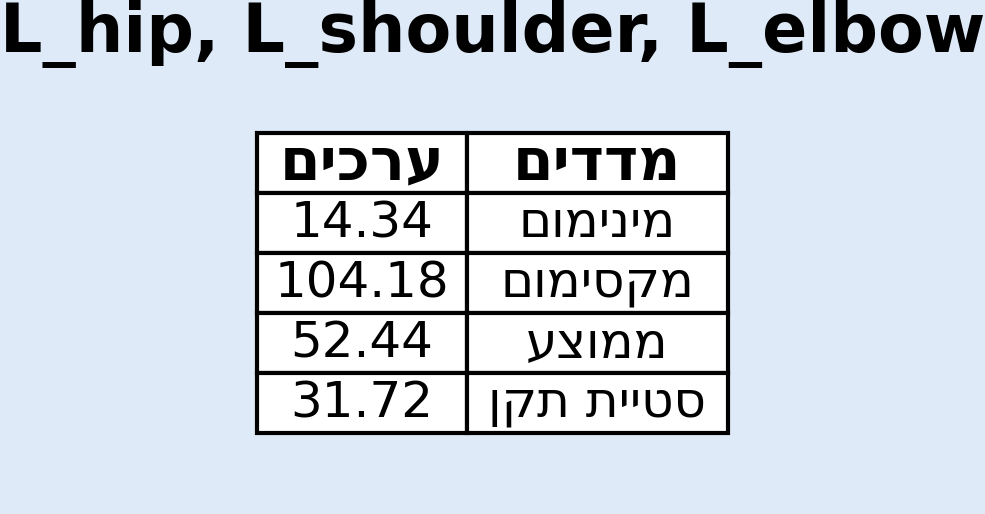 L_hip, L_shoulder, L_elbow
מדדים ערכים
מינימום 14.34
מקסימום 104.18
ממוצע 52.44
סטיית תקן 31.72